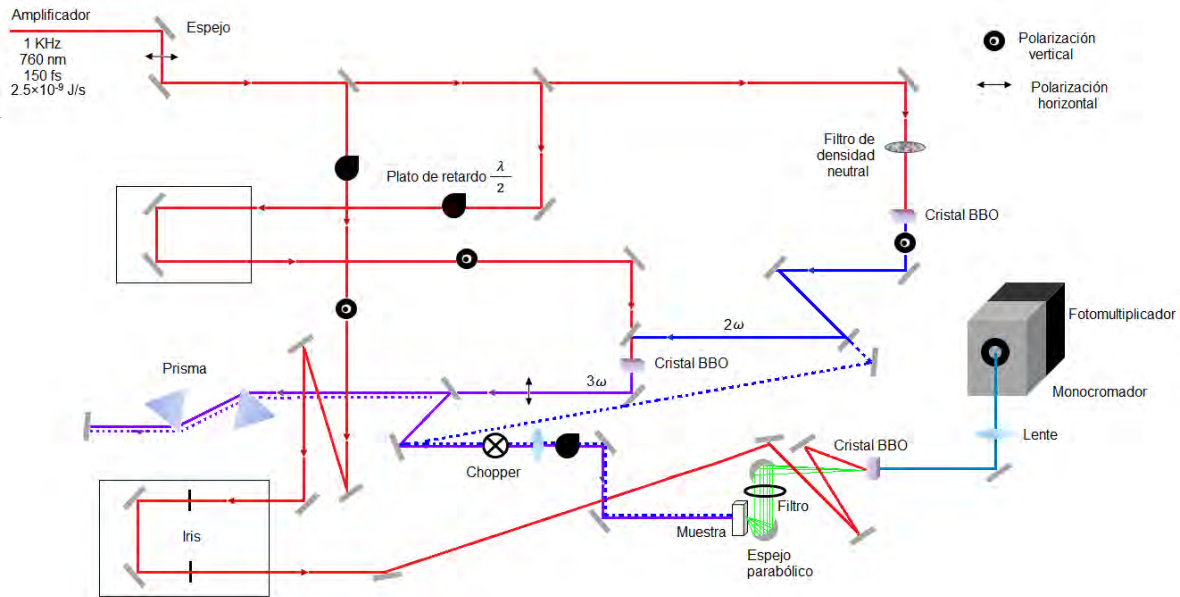 Amplificador
1 KHz
760 nm
150 fs
2.5×10⁻⁹ J/s
Espejo
Polarización
vertical
Polarización
horizontal
Filtro de
densidad
neutral
Plato de retardo λ/2
Cristal BBO
2ω
Fotomultiplicador
Cristal BBO
Prisma
3ω
Monocromador
Lente
Cristal BBO
Chopper
Filtro
Muestra
Iris
Espejo
parabólico